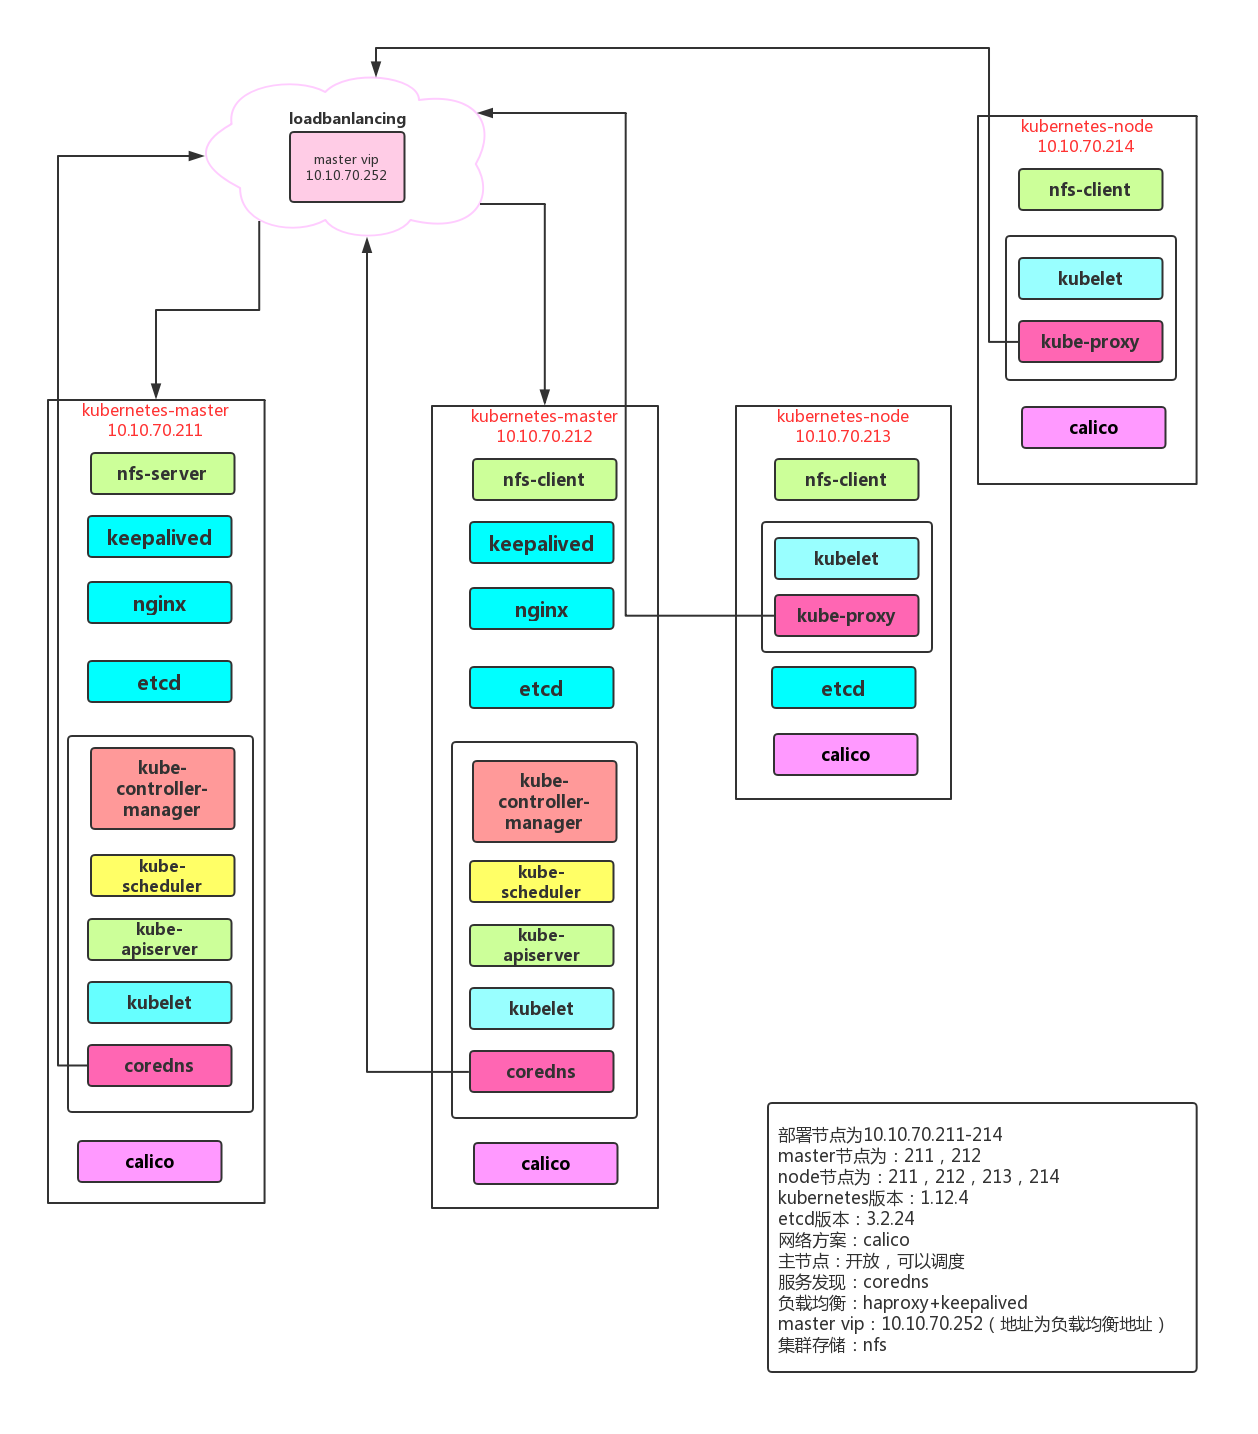 loadbanlancing
master vip
10.10.70.252
kubernetes-master
10.10.70.211
nfs-server
keepalived
nginx
etcd
kube-
controller-
manager
kube-
scheduler
kube-
apiserver
kubelet
coredns
calico
kubernetes-master
10.10.70.212
nfs-client
keepalived
nginx
etcd
kube-
controller-
manager
kube-
scheduler
kube-
apiserver
kubelet
coredns
calico
kubernetes-node
10.10.70.213
nfs-client
kubelet
kube-proxy
etcd
calico
kubernetes-node
10.10.70.214
nfs-client
kubelet
kube-proxy
calico
部署节点为10.10.70.211-214
master节点为：211，212
node节点为：211，212，213，214
kubernetes版本：1.12.4
etcd版本：3.2.24
网络方案：calico
主节点：开放，可以调度
服务发现：coredns
负载均衡：haproxy+keepalived
master vip：10.10.70.252（地址为负载均衡地址）
集群存储：nfs